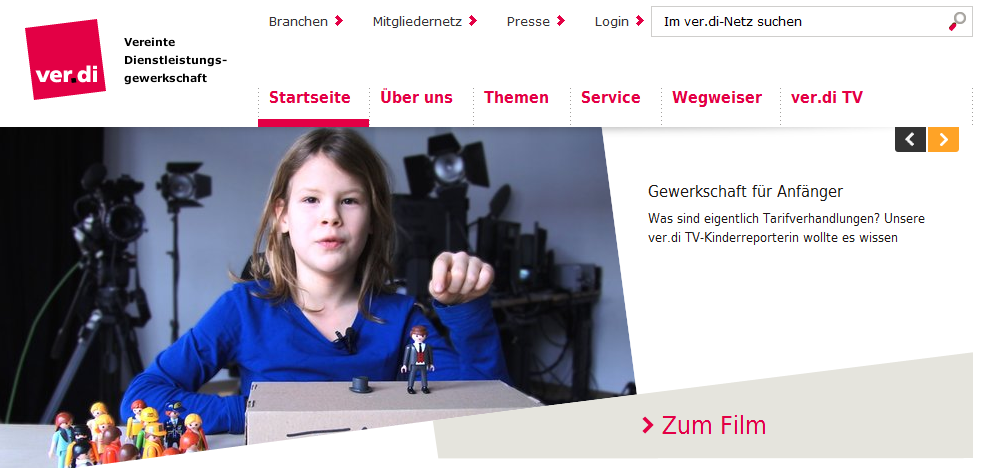 Branchen
Mitgliedernetz
Presse
Login
Im ver.di-Netz suchen
ver.di
Vereinte
Dienstleistungs-
gewerkschaft
Startseite
Über uns
Themen
Service
Wegweiser
ver.di TV
Gewerkschaft für Anfänger
Was sind eigentlich Tarifverhandlungen? Unsere
ver.di TV-Kinderreporterin wollte es wissen
Zum Film